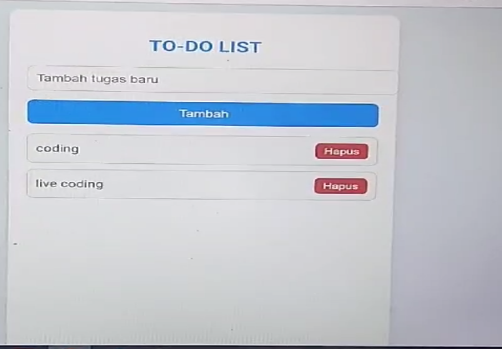 TO-DO LIST
Tambah tugas baru
Tambah
coding
Hapus
live coding
Hapus